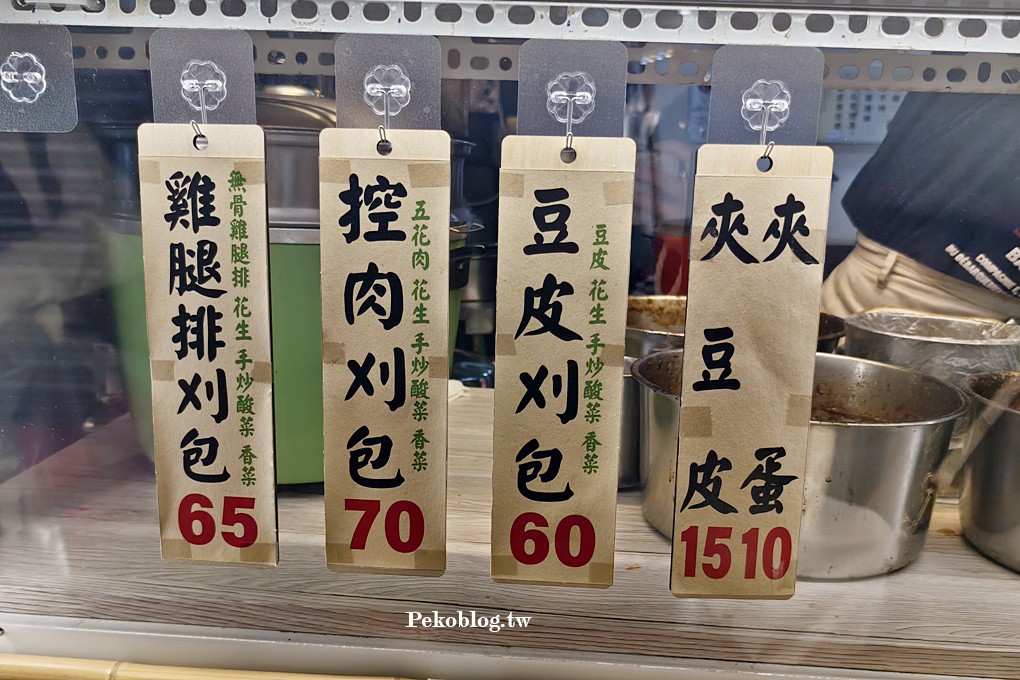 雞腿排刈包
無骨雞腿排 花生 手炒酸菜 香菜
65
控肉刈包
五花肉 花生 手炒酸菜 香菜
70
豆皮刈包
豆皮 花生 手炒酸菜 香菜
60
夾豆皮
15
夾蛋
10
Pekoblog.tw